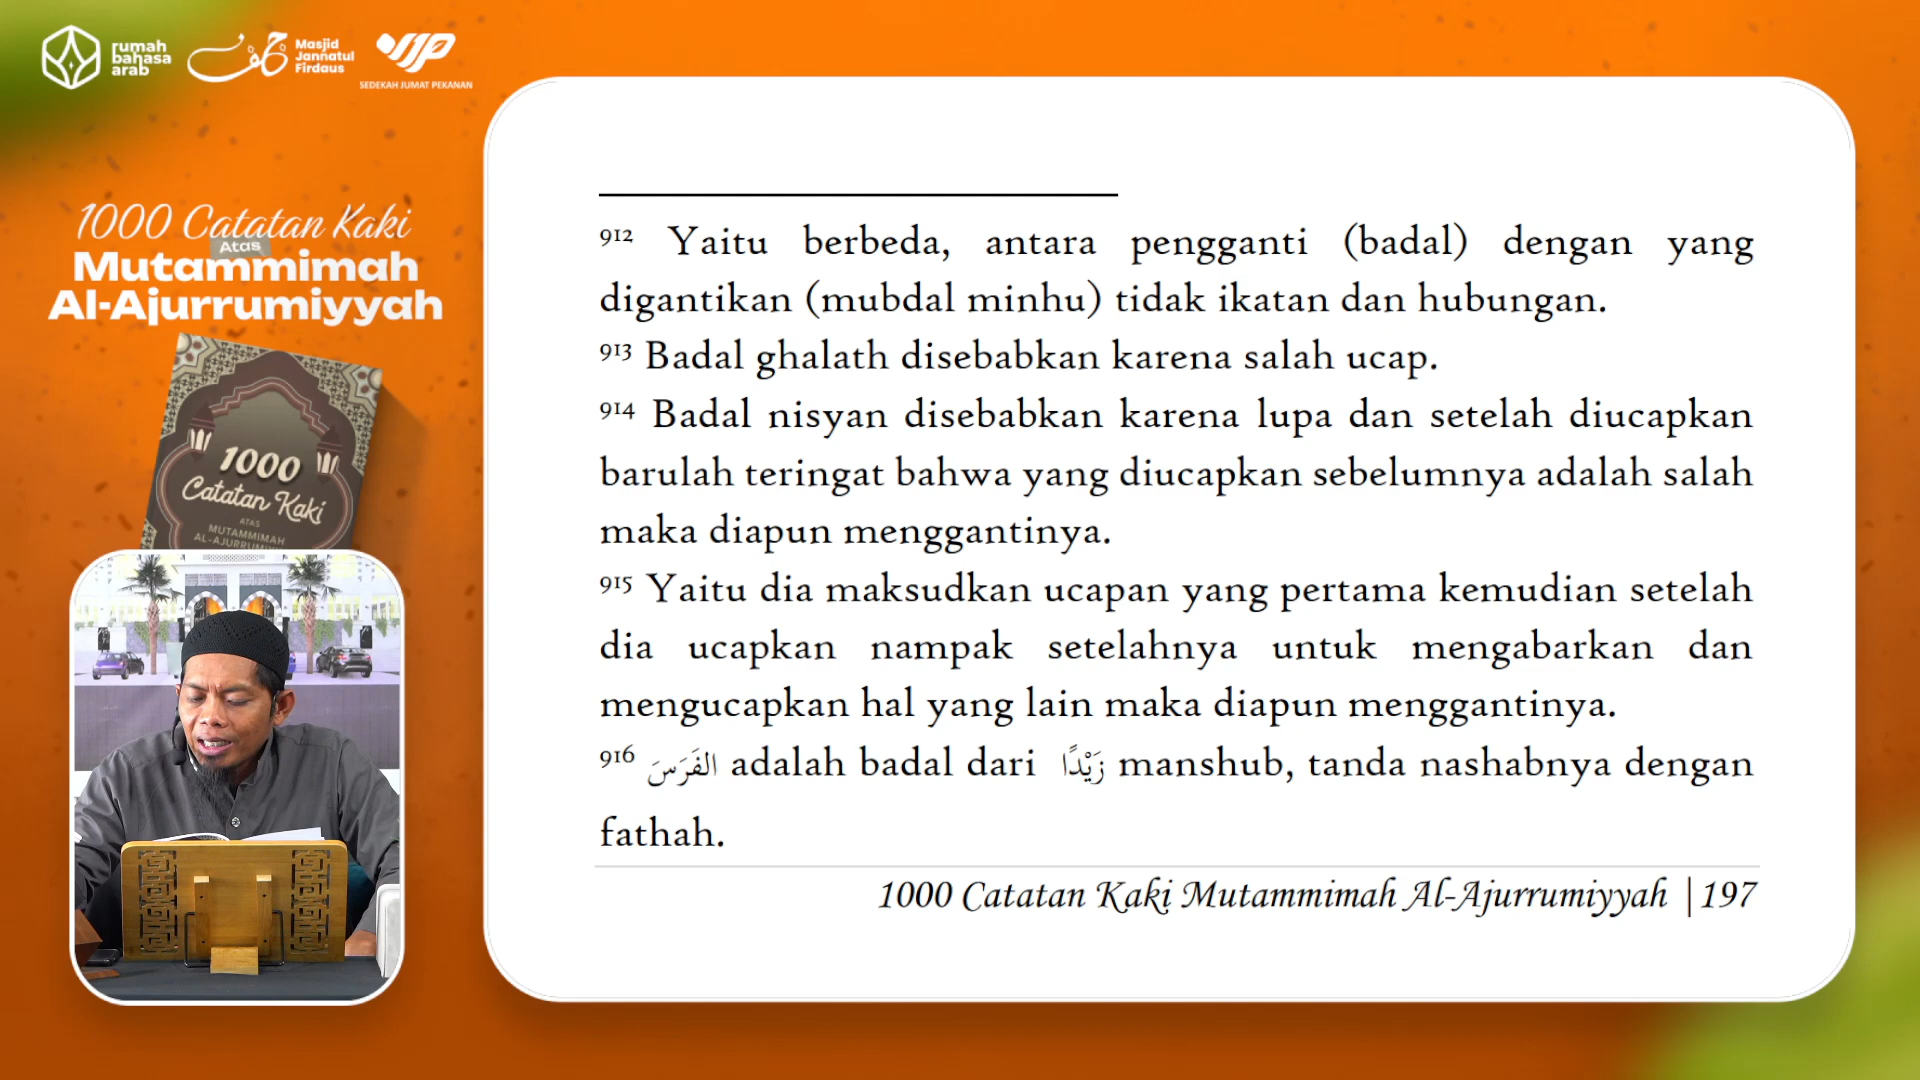 rumah
bahasa
arab
Masjid
Jannatul
Firdaus
SJP
SEDEKAH JUMAT PEKANAN
1000 Catatan Kaki
Atas
Mutammimah
Al-Ajurrumiyyah
1000
Catatan Kaki
ATAS
MUTAMMIMAH
912 Yaitu berbeda, antara pengganti (badal) dengan yang
digantikan (mubdal minhu) tidak ikatan dan hubungan.
913 Badal ghalath disebabkan karena salah ucap.
914 Badal nisyan disebabkan karena lupa dan setelah diucapkan
barulah teringat bahwa yang diucapkan sebelumnya adalah salah
maka diapun menggantinya.
915 Yaitu dia maksudkan ucapan yang pertama kemudian setelah
dia ucapkan nampak setelahnya untuk mengabarkan dan
mengucapkan hal yang lain maka diapun menggantinya.
916 الفَرَسَ adalah badal dari زَيْدًا manshub, tanda nashabnya dengan
fathah.
1000 Catatan Kaki Mutammimah Al-Ajurrumiyyah |197